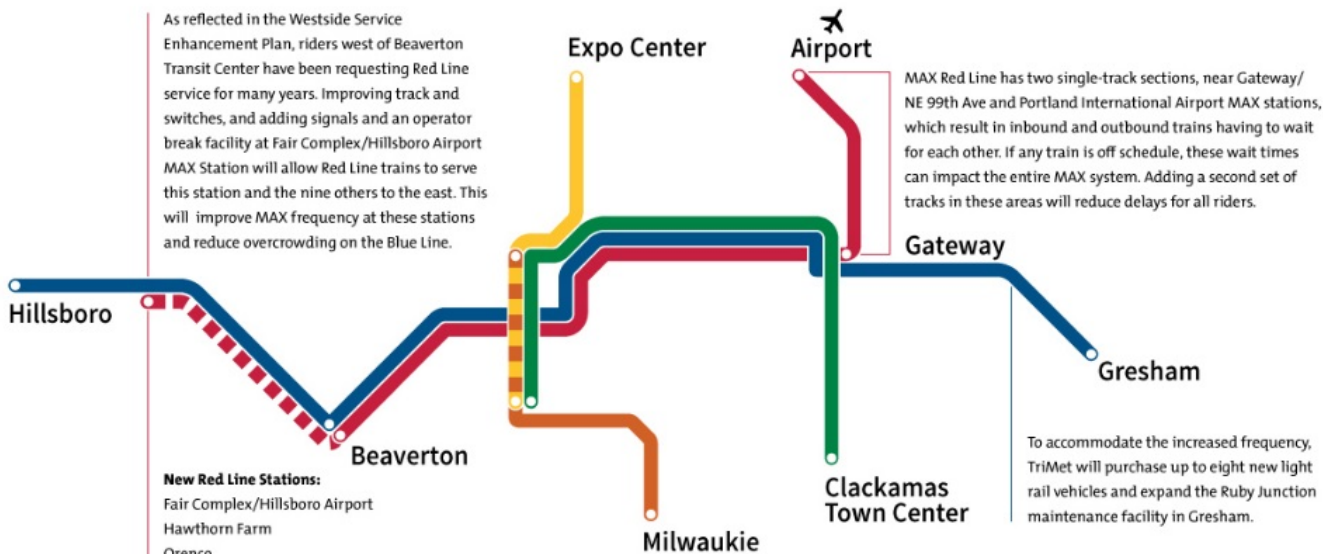 As reflected in the Westside Service
Enhancement Plan, riders west of Beaverton
Transit Center have been requesting Red Line
service for many years. Improving track and
switches, and adding signals and an operator
break facility at Fair Complex/Hillsboro Airport
MAX Station will allow Red Line trains to serve
this station and the nine others to the east. This
will improve MAX frequency at these stations
and reduce overcrowding on the Blue Line.
Expo Center
Airport
MAX Red Line has two single-track sections, near Gateway/
NE 99th Ave and Portland International Airport MAX stations,
which result in inbound and outbound trains having to wait
for each other. If any train is off schedule, these wait times
can impact the entire MAX system. Adding a second set of
tracks in these areas will reduce delays for all riders.
Gateway
Hillsboro
Gresham
Beaverton
New Red Line Stations:
Fair Complex/Hillsboro Airport
Hawthorn Farm
Orenco
Milwaukie
Clackamas
Town Center
To accommodate the increased frequency,
TriMet will purchase up to eight new light
rail vehicles and expand the Ruby Junction
maintenance facility in Gresham.